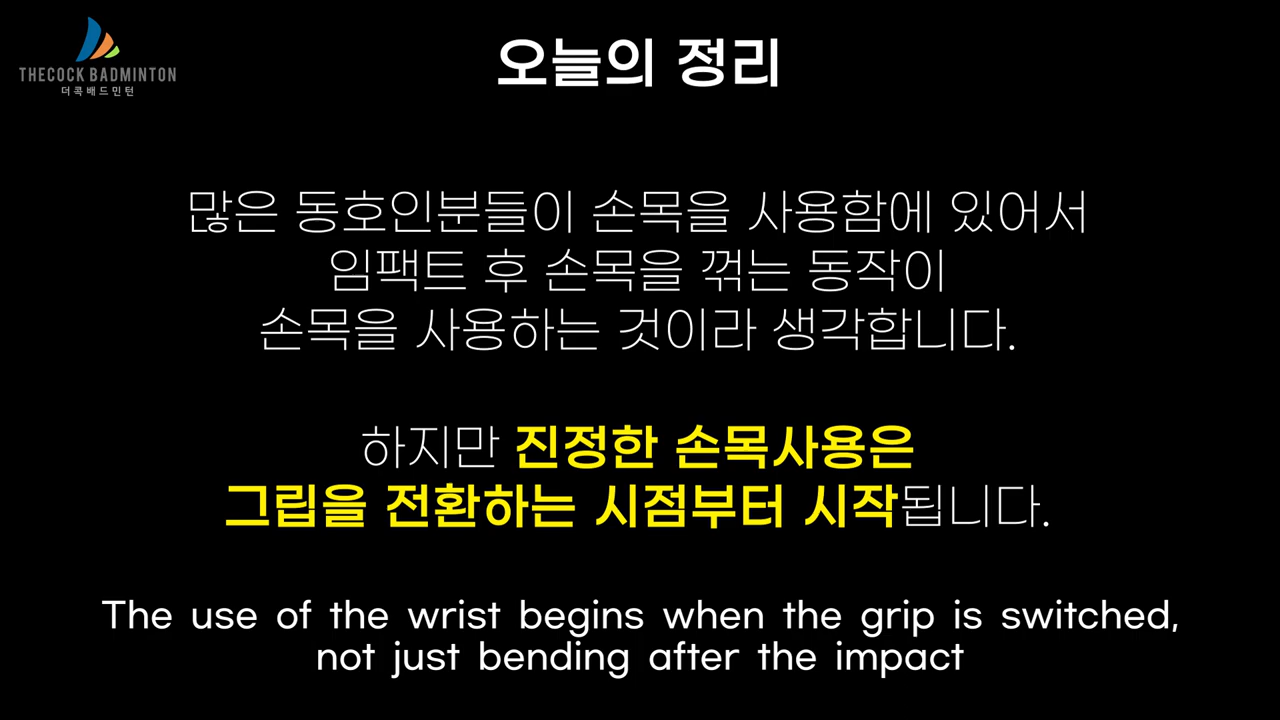 THECOCK BADMINTON
더콕배드민턴
오늘의 정리
많은 동호인분들이 손목을 사용함에 있어서
임팩트 후 손목을 꺾는 동작이
손목을 사용하는 것이라 생각합니다.
하지만 진정한 손목사용은
그립을 전환하는 시점부터 시작됩니다.
The use of the wrist begins when the grip is switched,
not just bending after the impact